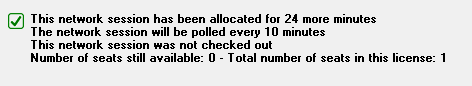 This network session has been allocated for 24 more minutes
The network session will be polled every 10 minutes
This network session was not checked out
Number of seats still available: 0 - Total number of seats in this license: 1